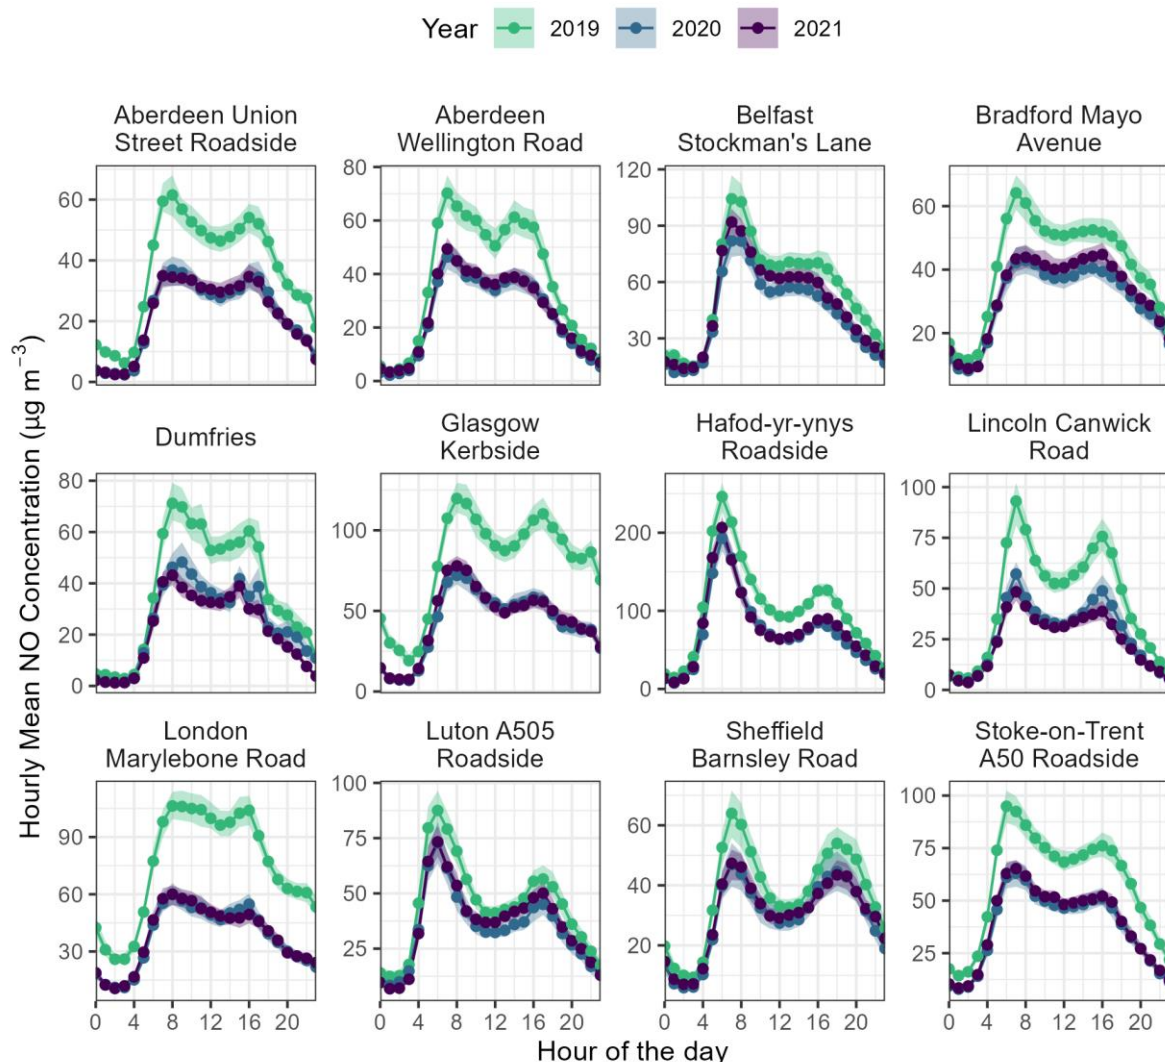 Year 2019 2020 2021
Aberdeen Union
Street Roadside
Aberdeen
Wellington Road
Belfast
Stockman's Lane
Bradford Mayo
Avenue
60
40
20
0
80
60
40
20
0
120
90
60
30
60
40
20
Dumfries
Glasgow
Kerbside
Hafod-yr-ynys
Roadside
Lincoln Canwick
Road
80
60
40
20
0
100
50
0
200
100
0
100
75
50
25
0
London
Marylebone Road
Luton A505
Roadside
Sheffield
Barnsley Road
Stoke-on-Trent
A50 Roadside
90
60
30
100
75
50
25
60
40
20
100
75
50
25
0 4 8 12 16 20
0 4 8 12 16 20
0 4 8 12 16 20
0 4 8 12 16 20
Hour of the day
Hourly Mean NO Concentration (µg m⁻³)